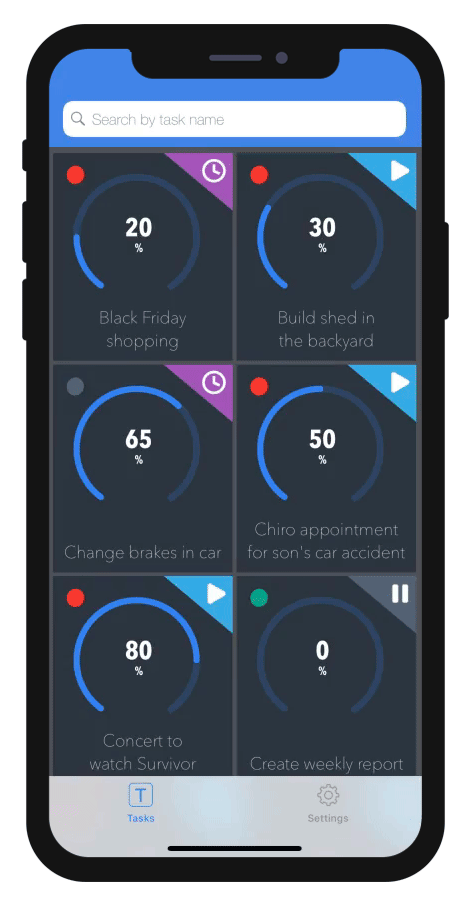 Search by task name
20
%
Black Friday
shopping
30
%
Build shed in
the backyard
65
%
Change brakes in car
50
%
Chiro appointment
for son's car accident
80
%
Concert to
watch Survivor
0
%
Create weekly report
T
Tasks
Settings